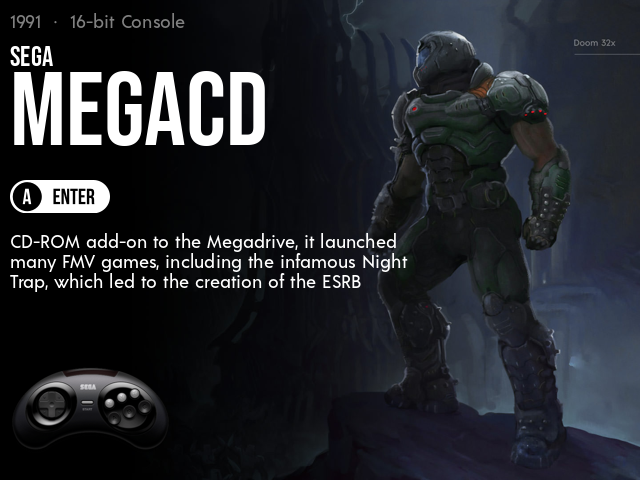 1991 · 16-bit Console
Doom 32x
SEGA
MEGACD
A ENTER
CD-ROM add-on to the Megadrive, it launched
many FMV games, including the infamous Night
Trap, which led to the creation of the ESRB
SEGA